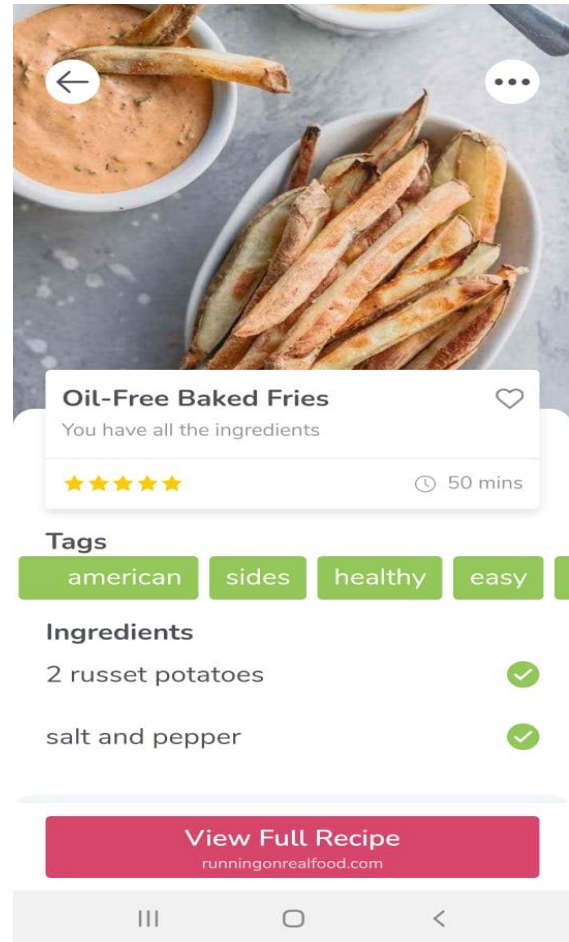 Oil-Free Baked Fries
You have all the ingredients
50 mins
Tags
american sides healthy easy
Ingredients
2 russet potatoes
salt and pepper
View Full Recipe
runningonrealfood.com